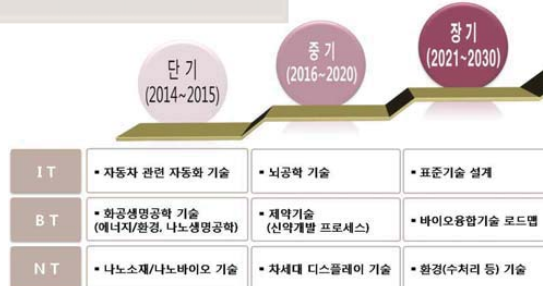 단 기
(2014~2015)
중 기
(2016~2020)
장 기
(2021~2030)
I T
▪ 자동차 관련 자동화 기술
▪ 뇌공학 기술
▪ 표준기술 설계
B T
▪ 화공생명공학 기술
(에너지/환경, 나노생명공학)
▪ 제약기술
(신약개발 프로세스)
▪ 바이오융합기술 로드맵
N T
▪ 나노소재/나노바이오 기술
▪ 차세대 디스플레이 기술
▪ 환경(수처리 등) 기술